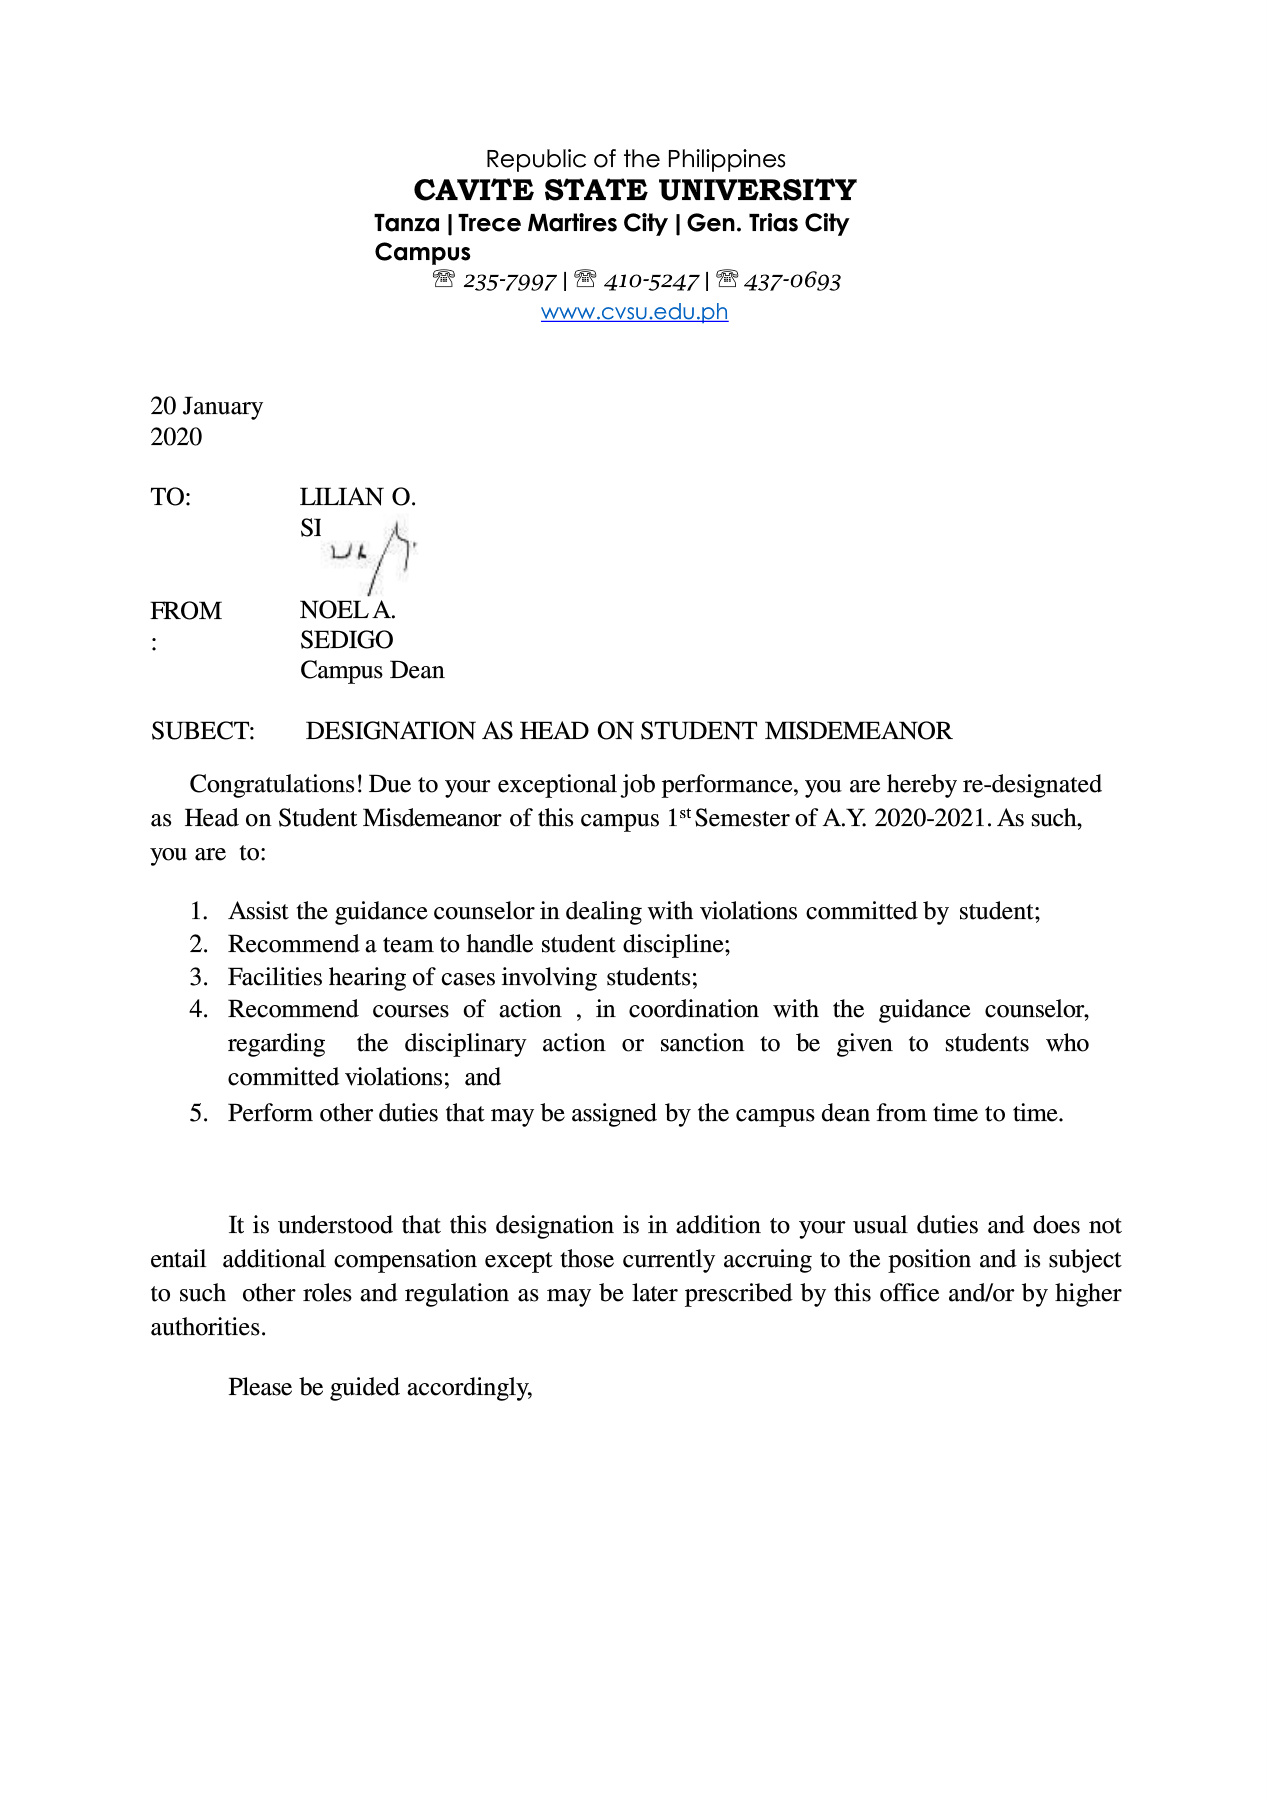 Republic of the Philippines
CAVITE STATE UNIVERSITY
Tanza | Trece Martires City | Gen. Trias City
Campus
☏ 235-7997 | ☏ 410-5247 | ☏ 437-0693
www.cvsu.edu.ph
20 January
2020
TO: LILIAN O.
SI
FROM NOEL A.
: SEDIGO
Campus Dean
SUBECT: DESIGNATION AS HEAD ON STUDENT MISDEMEANOR
Congratulations! Due to your exceptional job performance, you are hereby re-designated
as Head on Student Misdemeanor of this campus 1st Semester of A.Y. 2020-2021. As such,
you are to:
1. Assist the guidance counselor in dealing with violations committed by student;
2. Recommend a team to handle student discipline;
3. Facilities hearing of cases involving students;
4. Recommend courses of action , in coordination with the guidance counselor,
regarding the disciplinary action or sanction to be given to students who
committed violations; and
5. Perform other duties that may be assigned by the campus dean from time to time.
It is understood that this designation is in addition to your usual duties and does not
entail additional compensation except those currently accruing to the position and is subject
to such other roles and regulation as may be later prescribed by this office and/or by higher
authorities.
Please be guided accordingly,